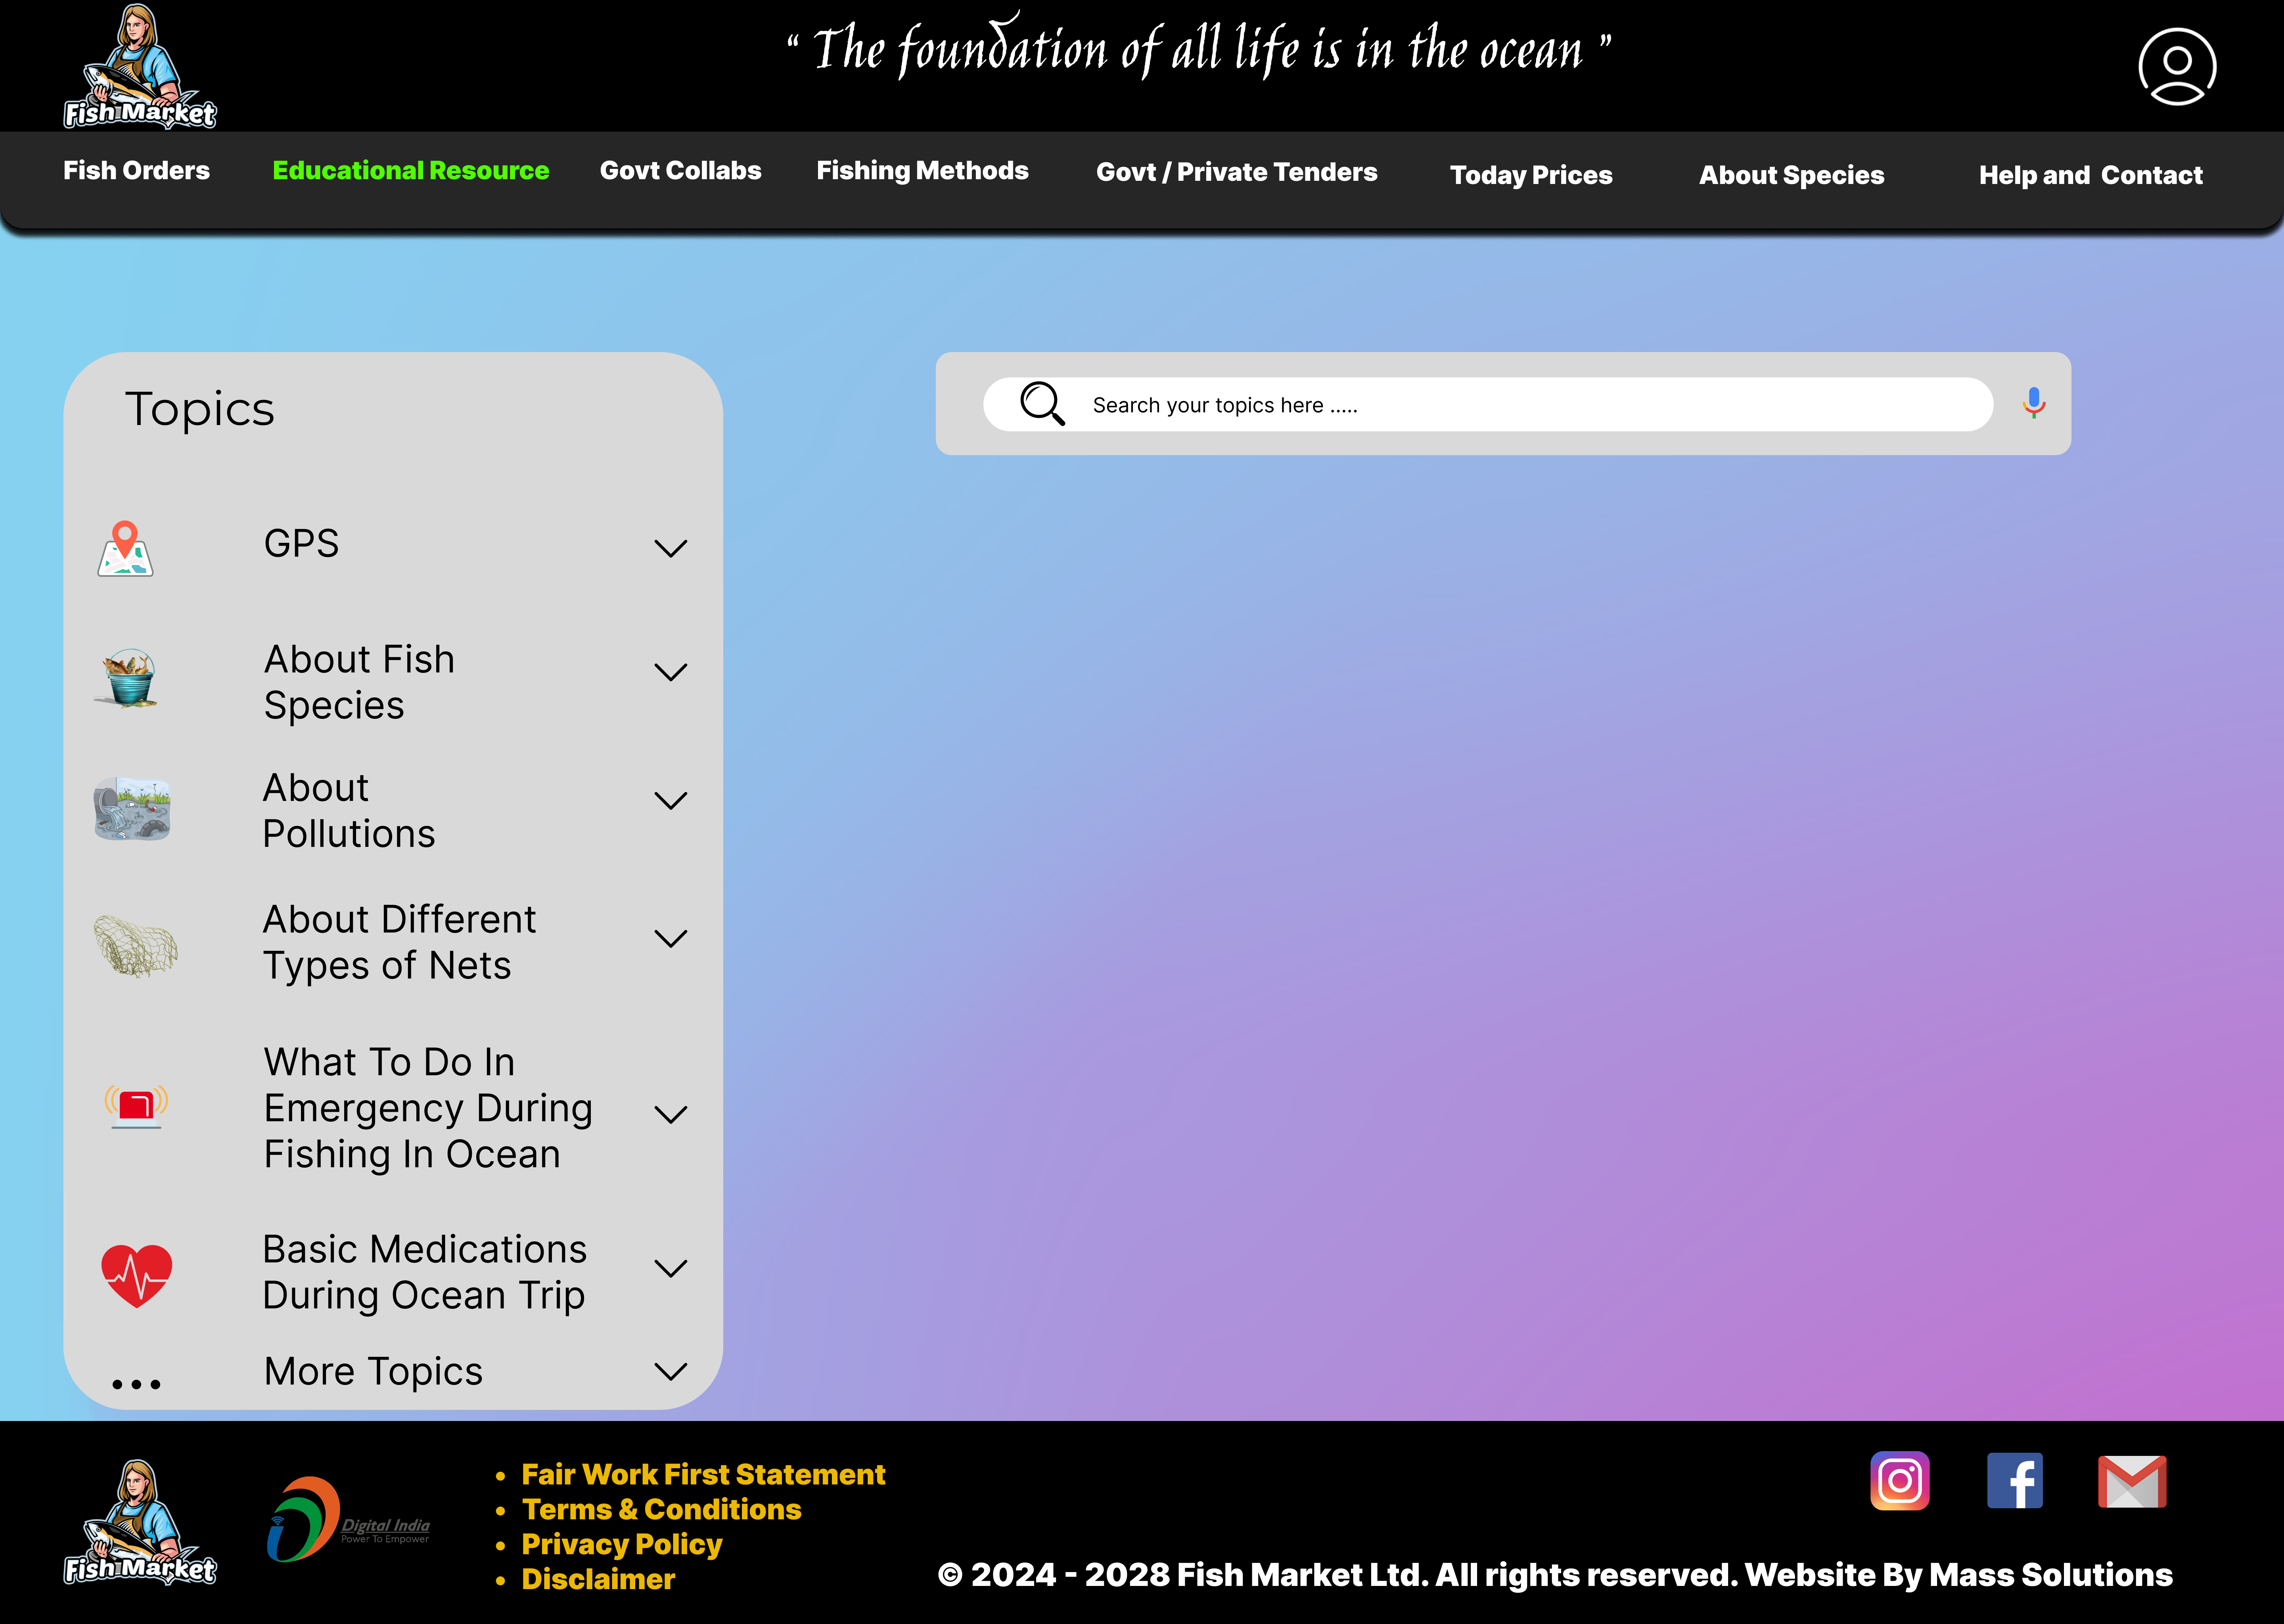 “ The foundation of all life is in the ocean ”
Fish Market
Fish Orders Educational Resource Govt Collabs Fishing Methods Govt / Private Tenders Today Prices About Species Help and Contact
Topics
Search your topics here .....
GPS
About Fish
Species
About
Pollutions
About Different
Types of Nets
What To Do In
Emergency During
Fishing In Ocean
Basic Medications
During Ocean Trip
More Topics
Fish Market
Digital India
Power To Empower
• Fair Work First Statement
• Terms & Conditions
• Privacy Policy
• Disclaimer
© 2024 - 2028 Fish Market Ltd. All rights reserved. Website By Mass Solutions